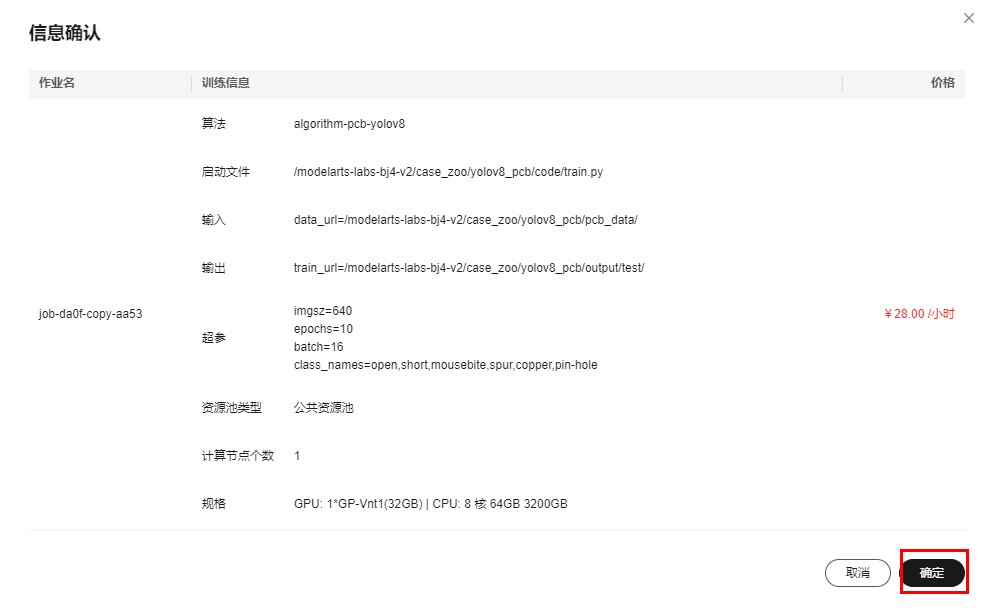 信息确认
作业名 训练信息 价格
算法 algorithm-pcb-yolov8
启动文件 /modelarts-labs-bj4-v2/case_zoo/yolov8_pcb/code/train.py
输入 data_url=/modelarts-labs-bj4-v2/case_zoo/yolov8_pcb/pcb_data/
输出 train_url=/modelarts-labs-bj4-v2/case_zoo/yolov8_pcb/output/test/
job-da0f-copy-aa53 ¥28.00 /小时
超参 imgsz=640
epochs=10
batch=16
class_names=open,short,mousebite,spur,copper,pin-hole
资源池类型 公共资源池
计算节点个数 1
规格 GPU: 1*GP-Vnt1(32GB) | CPU: 8 核 64GB 3200GB
取消 确定